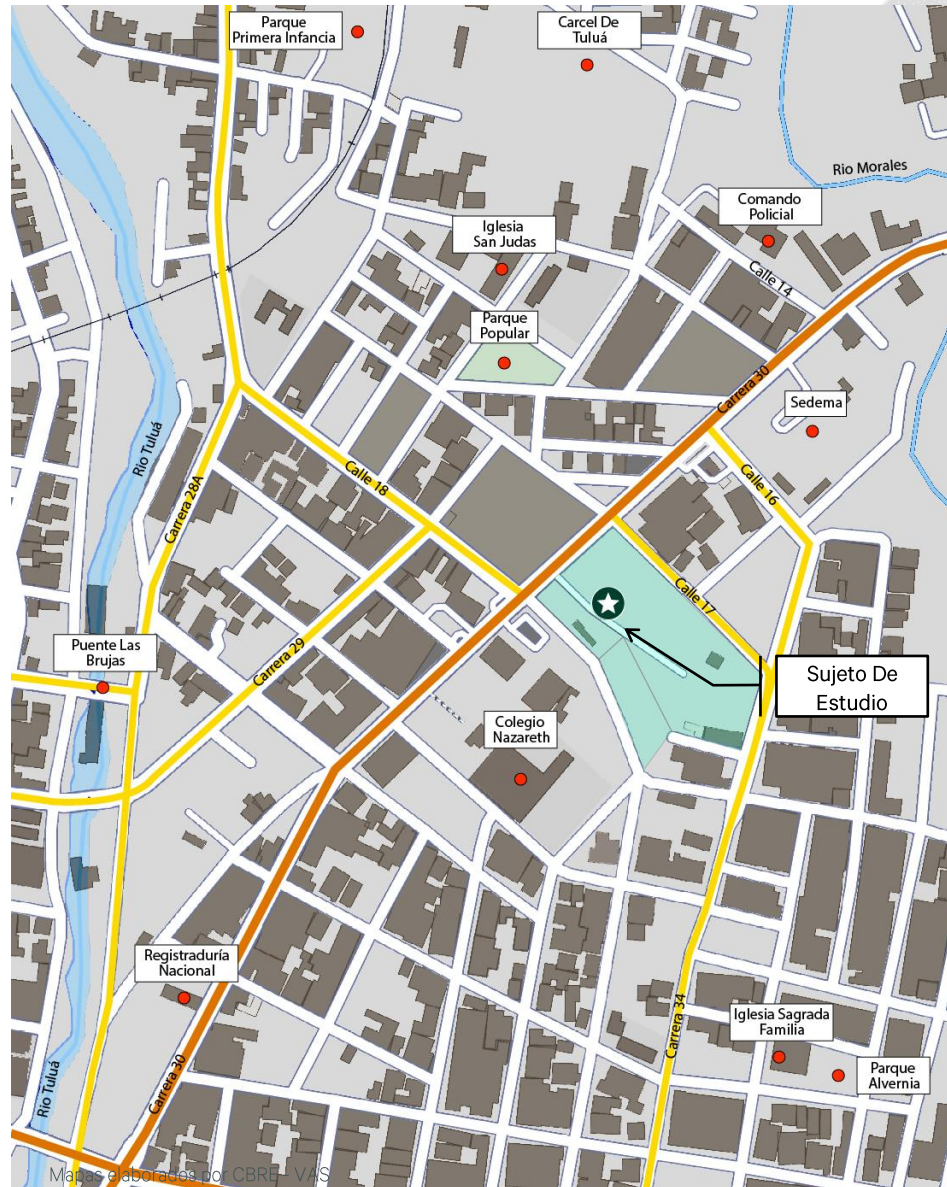 Parque
Primera Infancia
Carcel De
Tuluá
Rio Morales
Comando
Policial
Iglesia
San Judas
Calle 14
Parque
Popular
Carrera 30
Sedema
Rio Tuluá
Calle 18
Carrera 28A
Calle 16
Calle 17
Puente Las
Brujas
Carrera 29
Sujeto De
Estudio
Colegio
Nazareth
Registraduría
Nacional
Carrera 34
Iglesia Sagrada
Familia
Parque
Alvernia
Rio Tuluá
Carrera 30
Mapas elaborados por CBRE - VAS